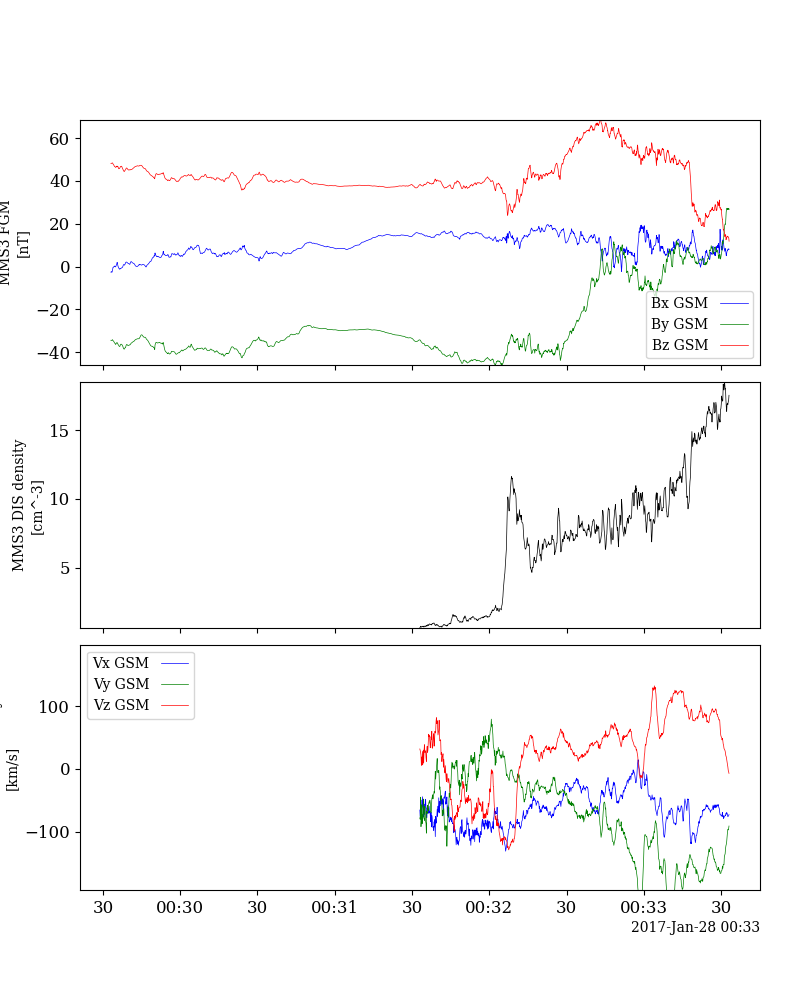 MMS3 FGM
[nT]
60
40
20
0
−20
−40
Bx GSM
By GSM
Bz GSM
MMS3 DIS density
[cm^-3]
15
10
5
[km/s]
100
0
−100
Vx GSM
Vy GSM
Vz GSM
30 00:30 30 00:31 30 00:32 30 00:33 30
2017-Jan-28 00:33